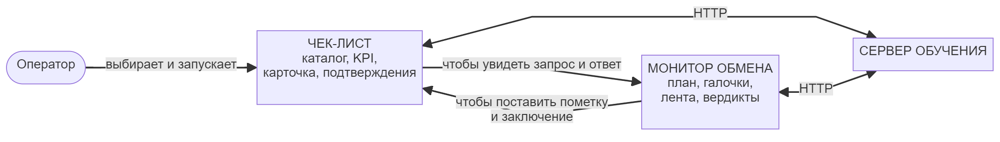 HTTP
Оператор
выбирает и запускает
ЧЕК-ЛИСТ
каталог, KPI,
карточка, подтверждения
чтобы увидеть запрос и ответ
чтобы поставить пометку
и заключение
МОНИТОР ОБМЕНА
план, галочки,
лента, вердикты
HTTP
СЕРВЕР ОБУЧЕНИЯ